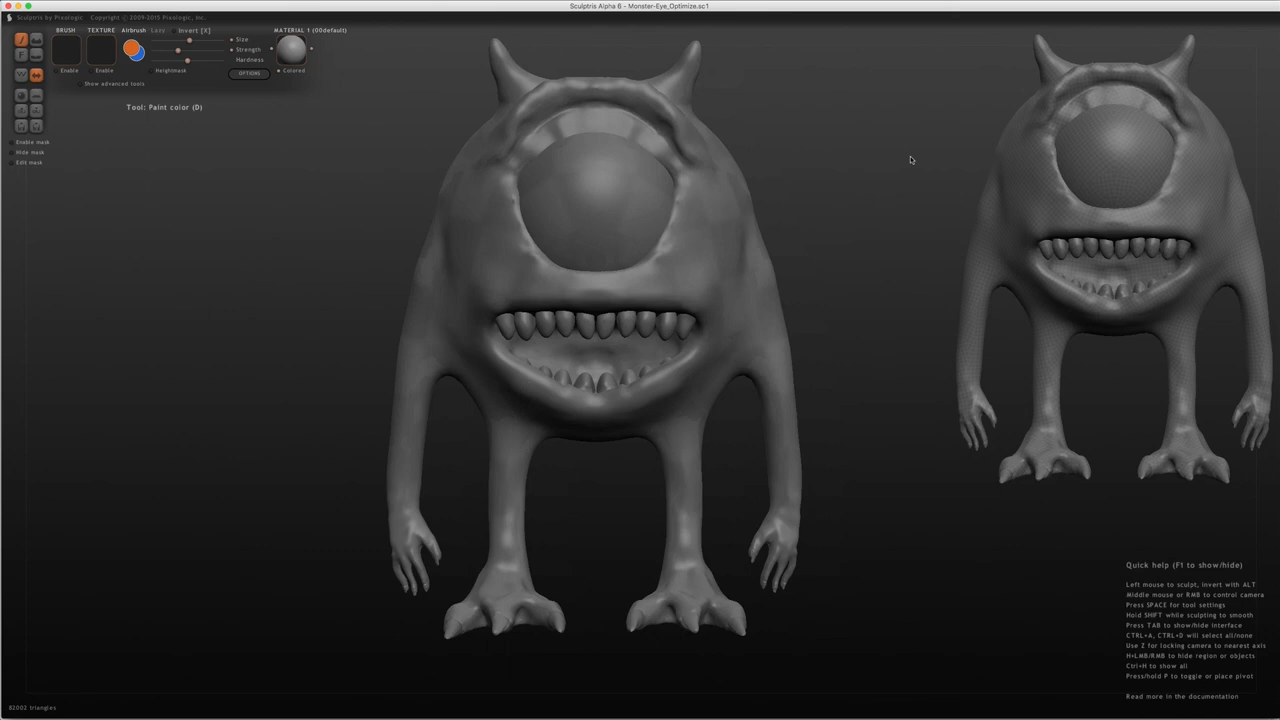 Sculptris Alpha 6 - Monster-Eye_Optimize.sc1
Sculptris by Pixologic Copyright © 2009-2015 Pixologic, Inc.
BRUSH TEXTURE Airbrush Lazy Invert [X] MATERIAL 1 (00default)
Size
Strength
Hardness
Enable Enable Heightmask OPTIONS Colored
Show advanced tools
Tool: Paint color (D)
Enable mask
Hide mask
Edit mask
Quick help (F1 to show/hide)
Left mouse to sculpt, invert with ALT
Middle mouse or RMB to control camera
Press SPACE for tool settings
Hold SHIFT while sculpting to smooth
Press TAB to show/hide interface
CTRL+A, CTRL+D will select all/none
Use Z for locking camera to nearest axis
H+LMB/RMB to hide region or objects
Ctrl+H to show all
Press/hold P to toggle or place pivot
Read more in the documentation
82002 triangles